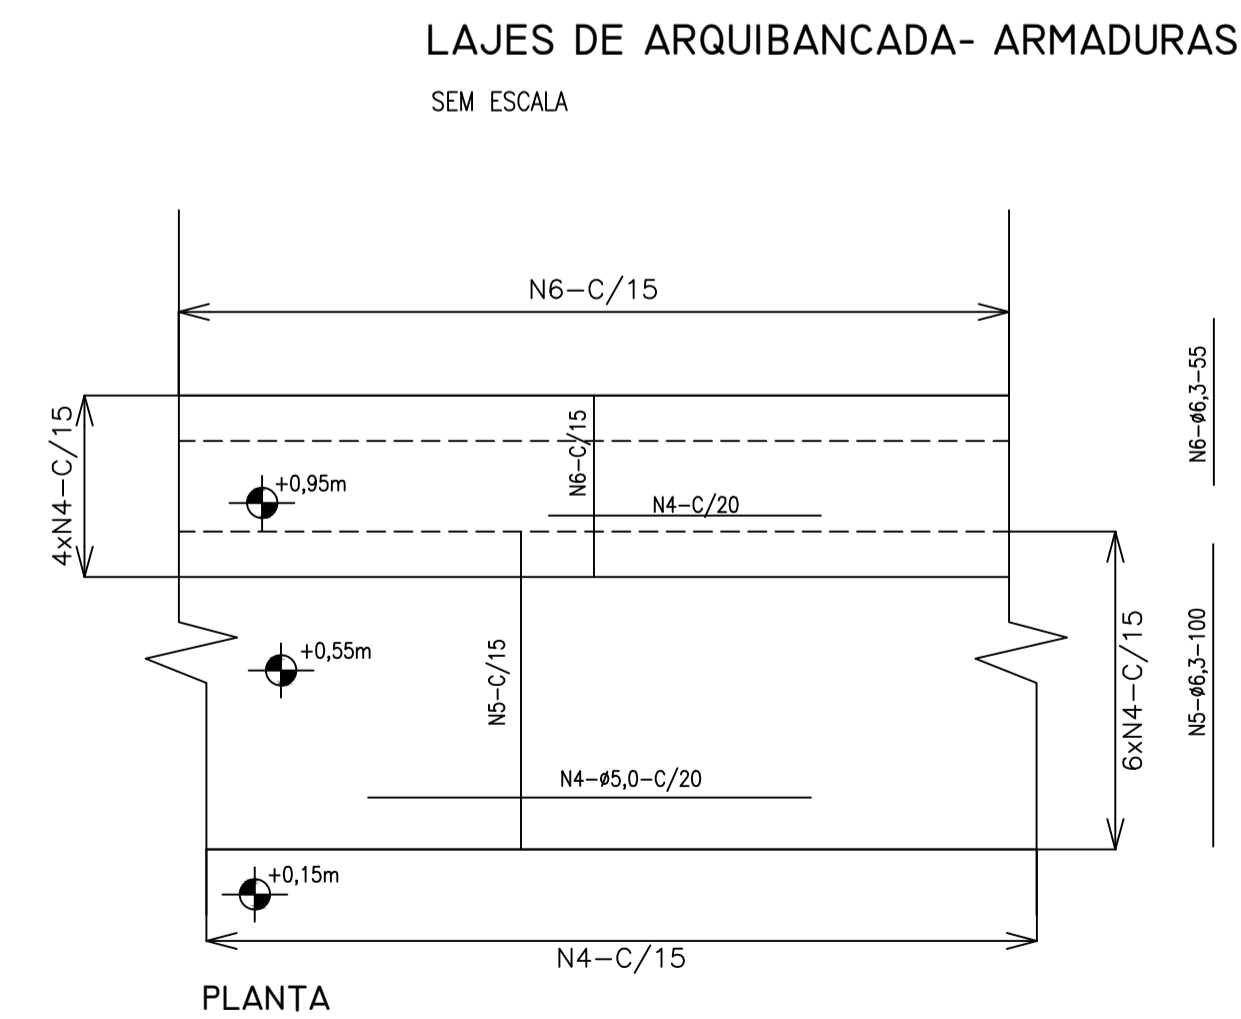 LAJES DE ARQUIBANCADA- ARMADURAS
SEM ESCALA
N6-C/15
4xN4-C/15
N6-C/15
N6-ø6,3-55
+0,95m
N4-C/20
+0,55m
N5-C/15
6xN4-C/15
N5-ø6,3-100
N4-ø5,0-C/20
+0,15m
N4-C/15
PLANTA